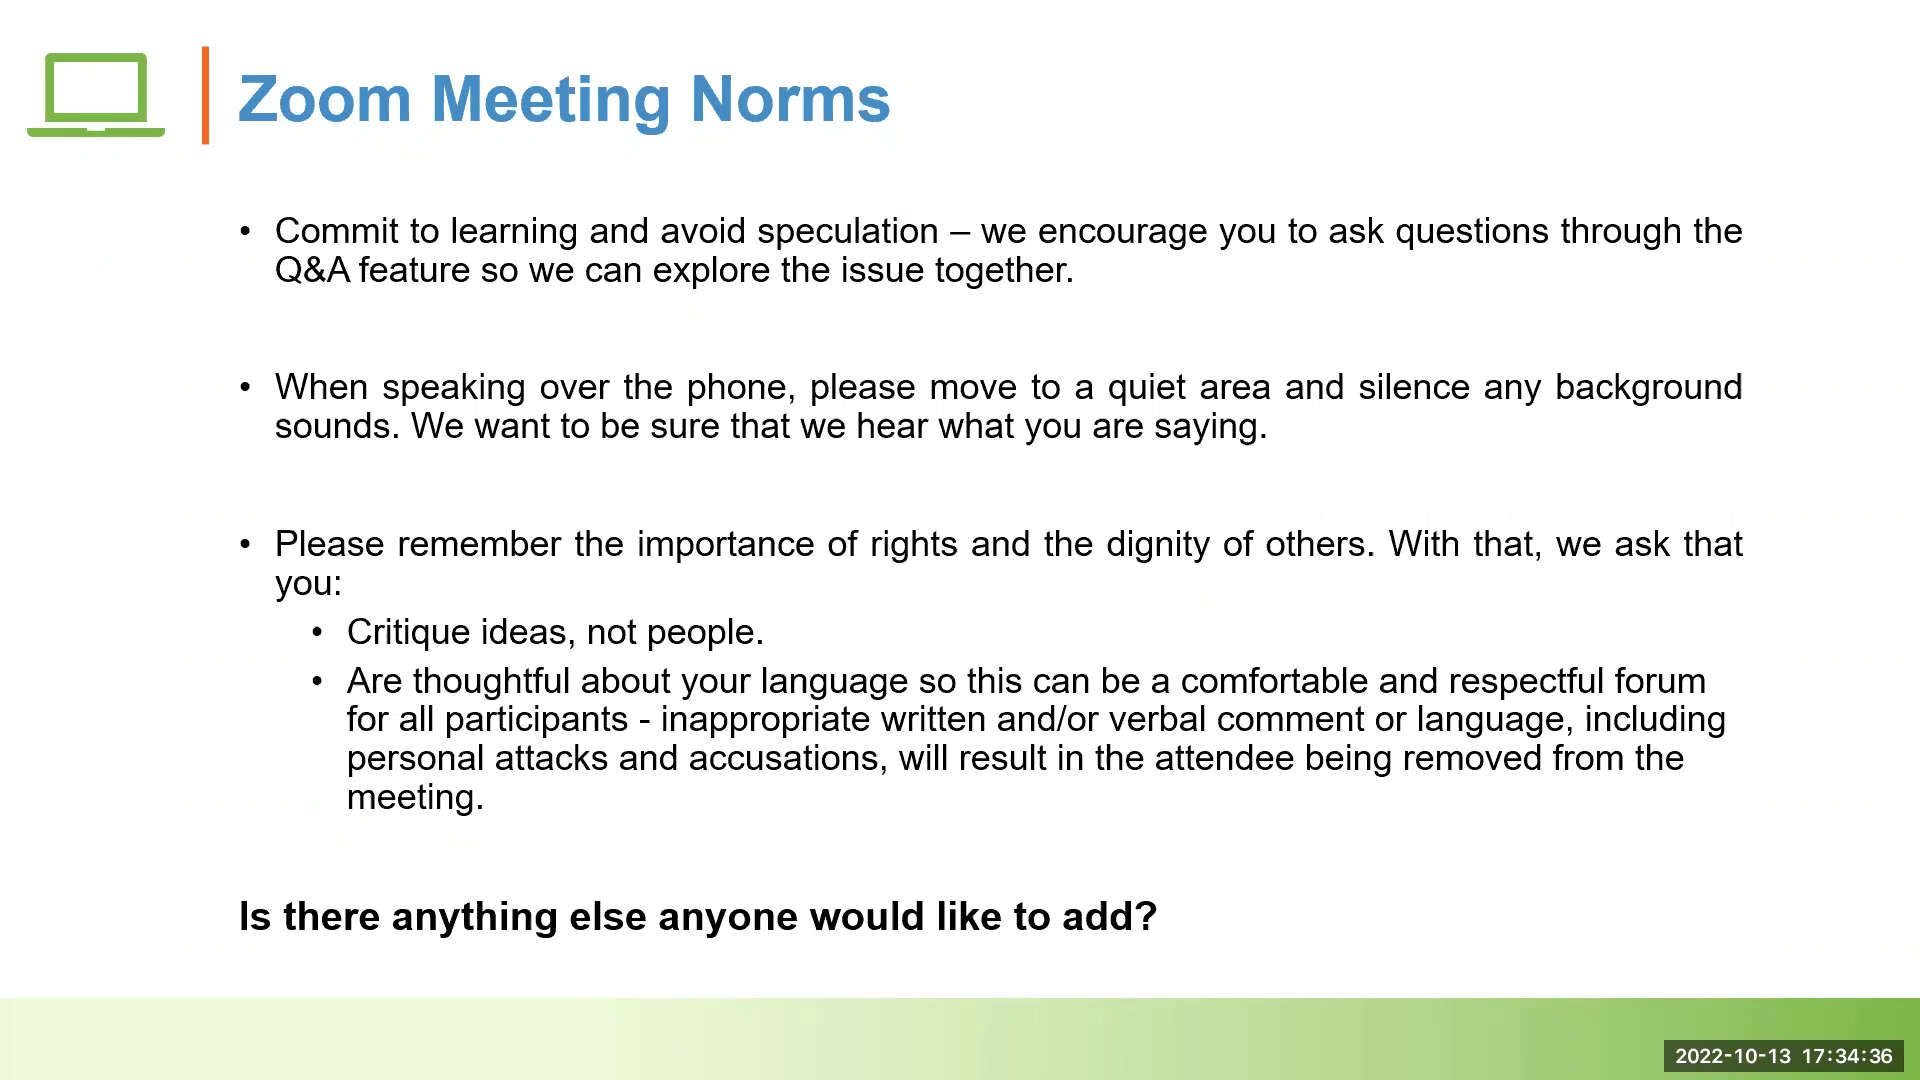 Zoom Meeting Norms
• Commit to learning and avoid speculation – we encourage you to ask questions through the
Q&A feature so we can explore the issue together.
• When speaking over the phone, please move to a quiet area and silence any background
sounds. We want to be sure that we hear what you are saying.
• Please remember the importance of rights and the dignity of others. With that, we ask that
you:
• Critique ideas, not people.
• Are thoughtful about your language so this can be a comfortable and respectful forum
for all participants - inappropriate written and/or verbal comment or language, including
personal attacks and accusations, will result in the attendee being removed from the
meeting.
Is there anything else anyone would like to add?
2022-10-13 17:34:36